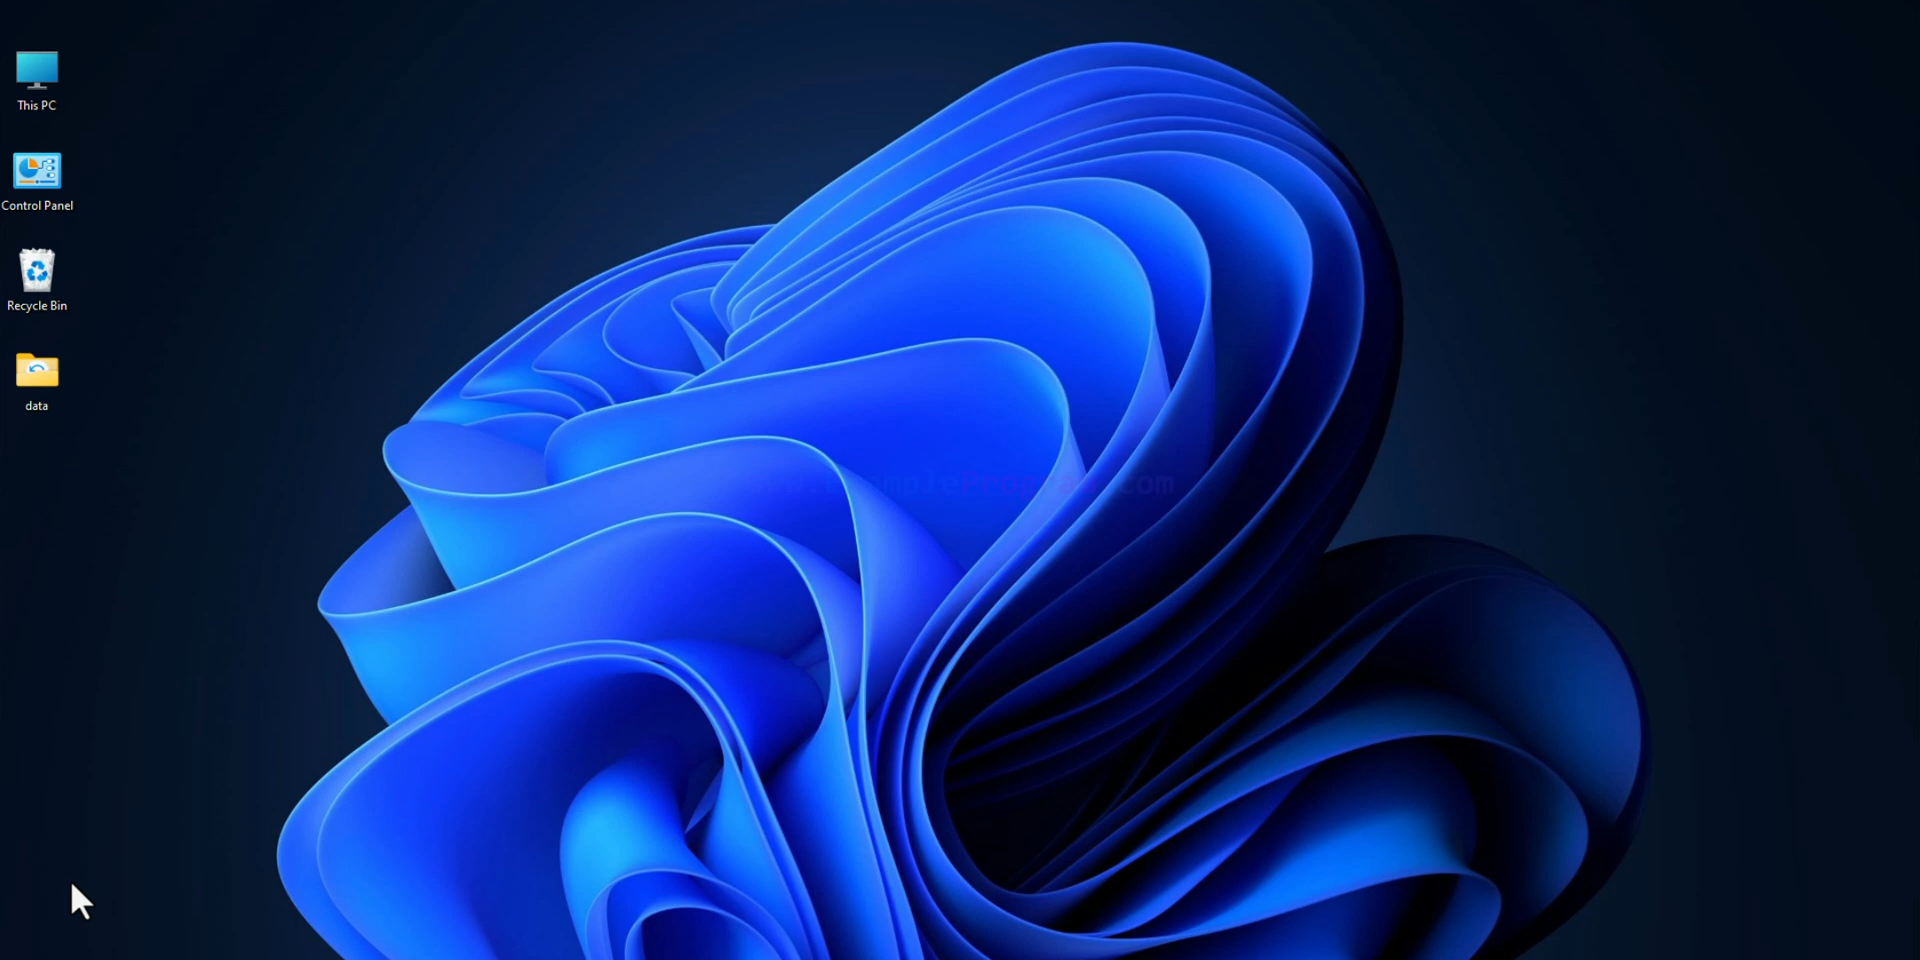 This PC
Control Panel
Recycle Bin
data